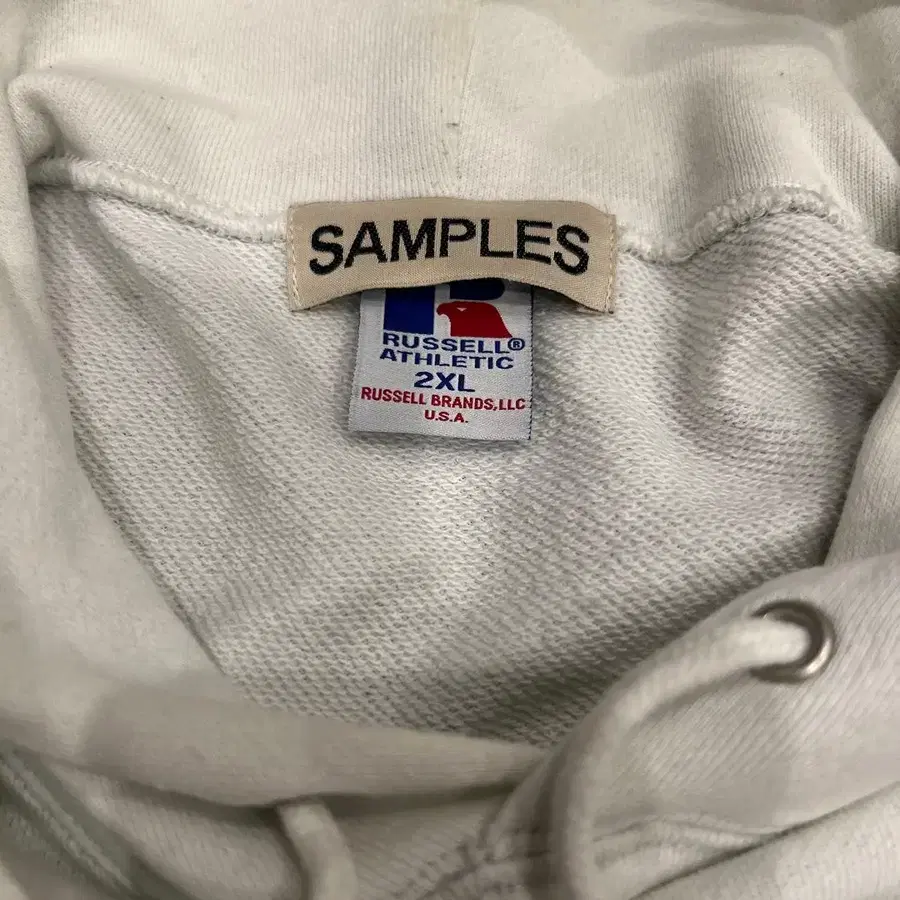 SAMPLES
RUSSELL®
ATHLETIC
2XL
RUSSELL BRANDS,LLC
U.S.A.